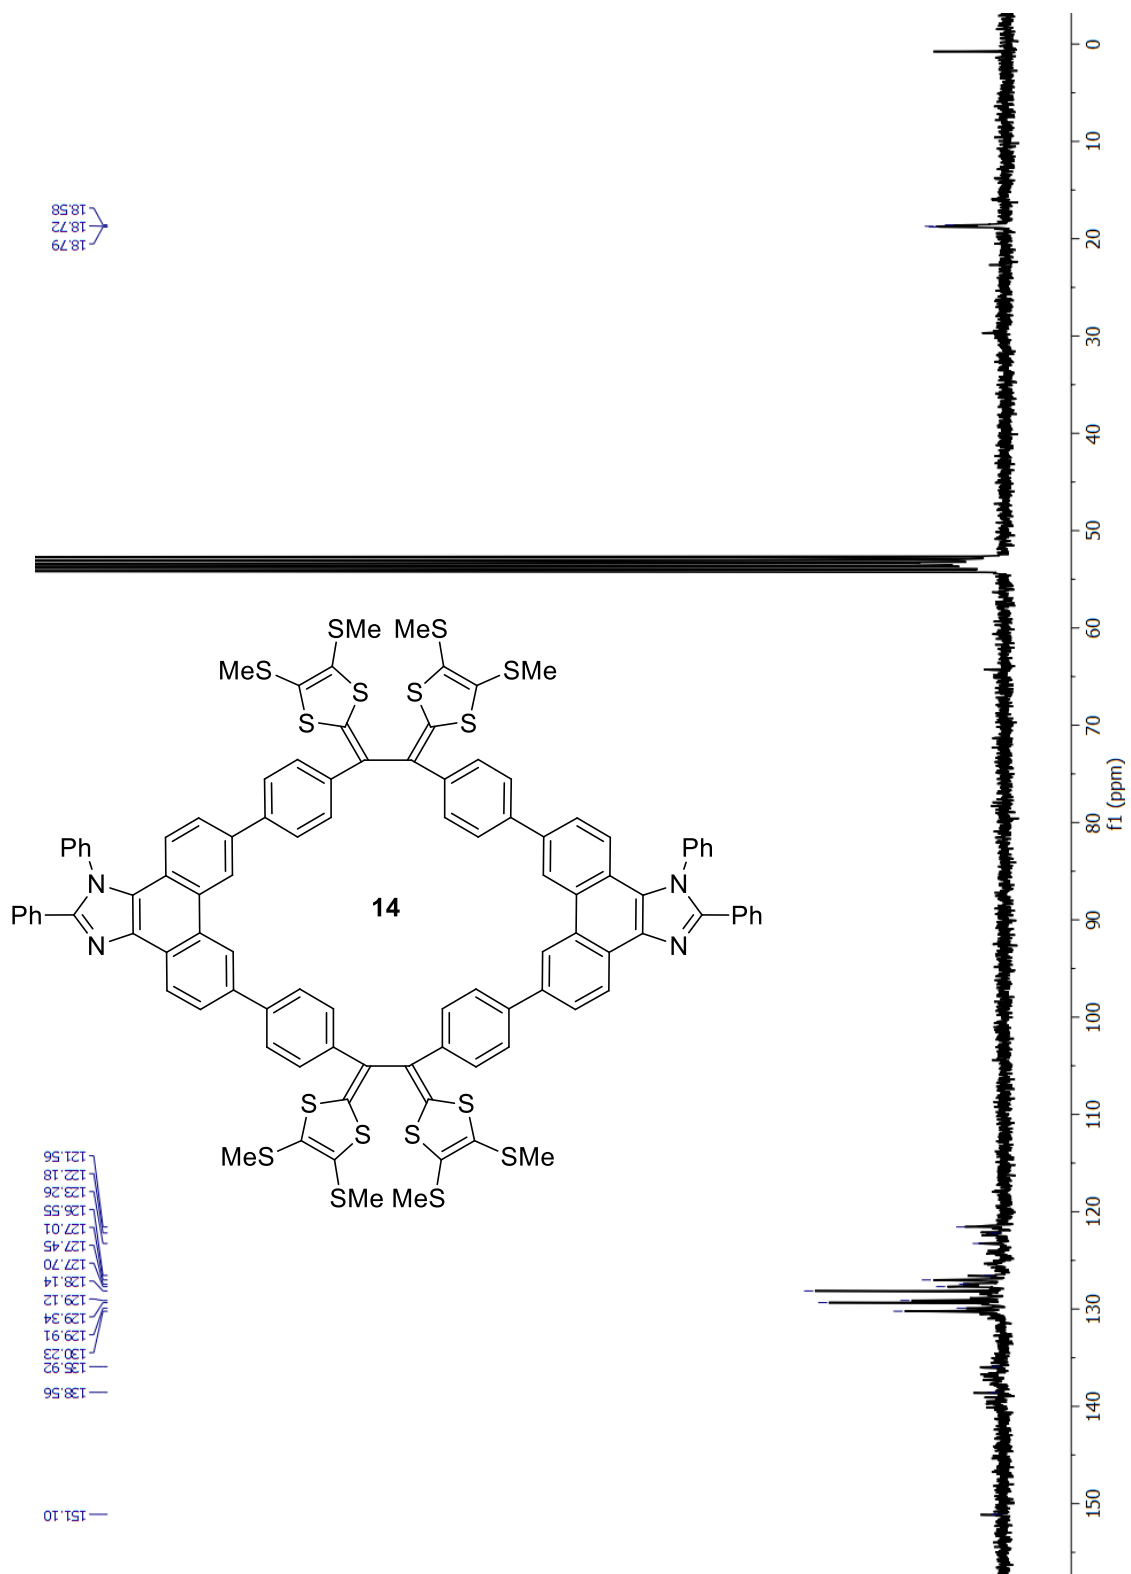 18.58
18.72
18.79
SMe MeS
MeS SMe
S S
S S
Ph Ph
N N
Ph 14 Ph
N N
S S
S S
MeS SMe
SMe MeS
121.56
122.18
123.26
126.55
127.01
127.45
127.70
128.14
129.12
129.34
129.91
130.23
135.92
138.56
151.10
0
10
20
30
40
50
60
70
80
90
100
110
120
130
140
150
f1 (ppm)